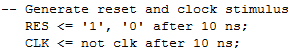 -- Generate reset and clock stimulus
RES <= '1', '0' after 10 ns;
CLK <= not clk after 10 ns;